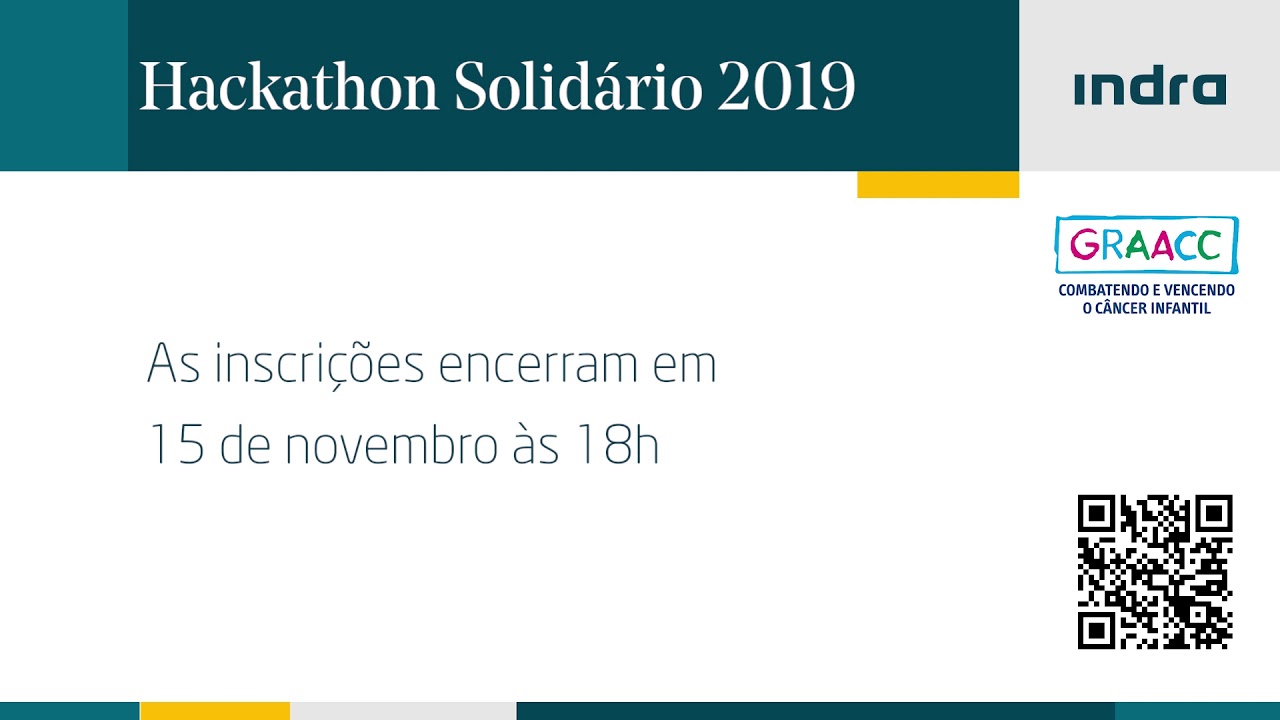 Hackathon Solidário 2019
indra
GRAACC
COMBATENDO E VENCENDO
O CÂNCER INFANTIL
As inscrições encerram em
15 de novembro às 18h